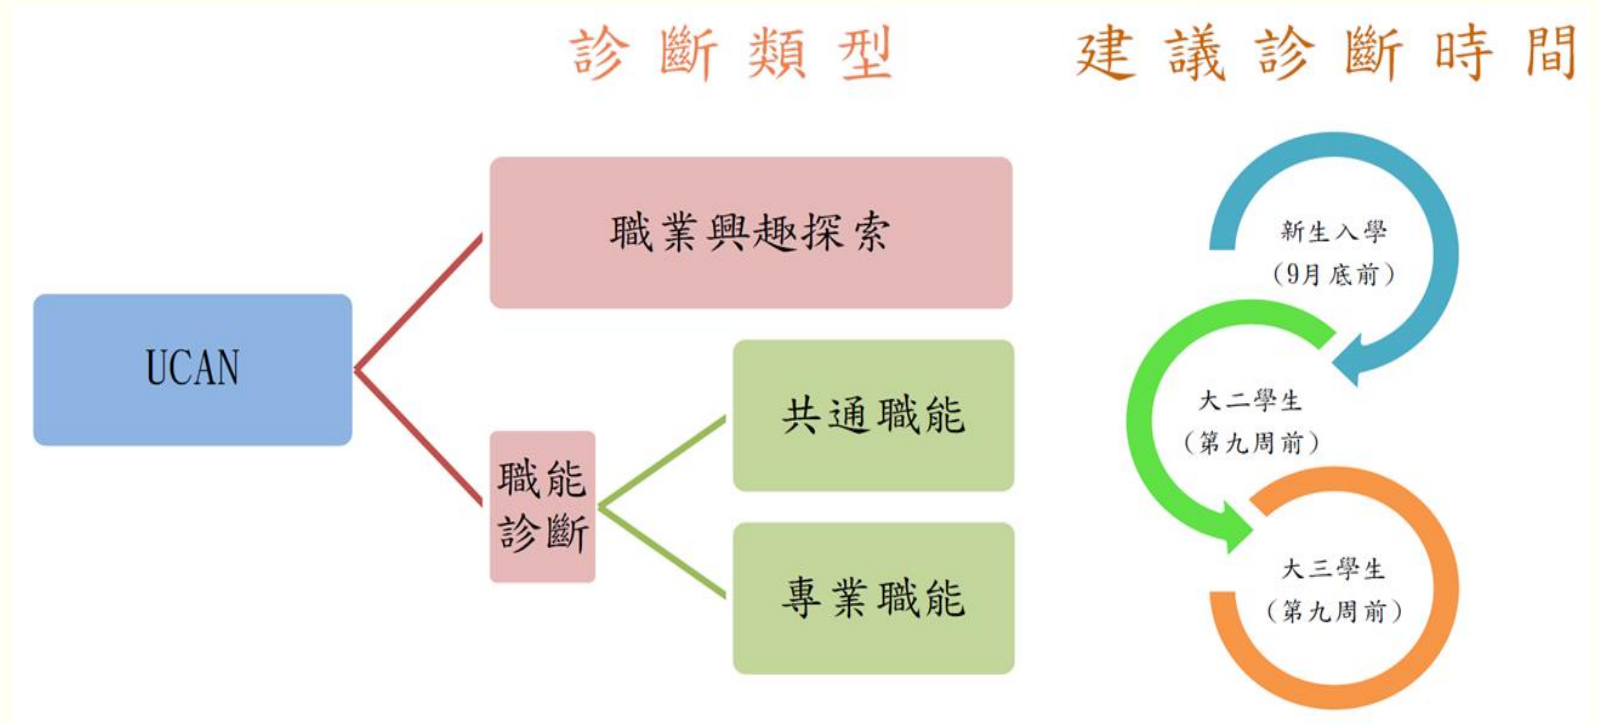 診斷類型
建議診斷時間
職業興趣探索
新生入學
(9月底前)
UCAN
共通職能
大二學生
(第九周前)
職能
診斷
專業職能
大三學生
(第九周前)